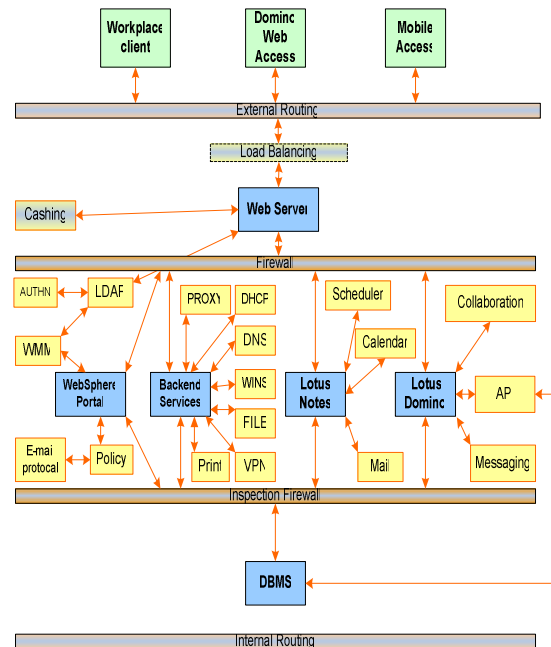 Workplace
client
Domino
Web
Access
Mobile
Access
External Routing
Load Balancing
Web Server
Cashing
Firewall
AUTHN
LDAP
PROXY
DHCP
Scheduler
Collaboration
DNS
Calendar
WMM
WebSphere
Portal
Backend
Services
WINS
Lotus
Notes
Lotus
Domino
AP
FILE
E-mai
protocal
Policy
Print
VPN
Mail
Messaging
Inspection Firewall
DBMS
Internal Routing